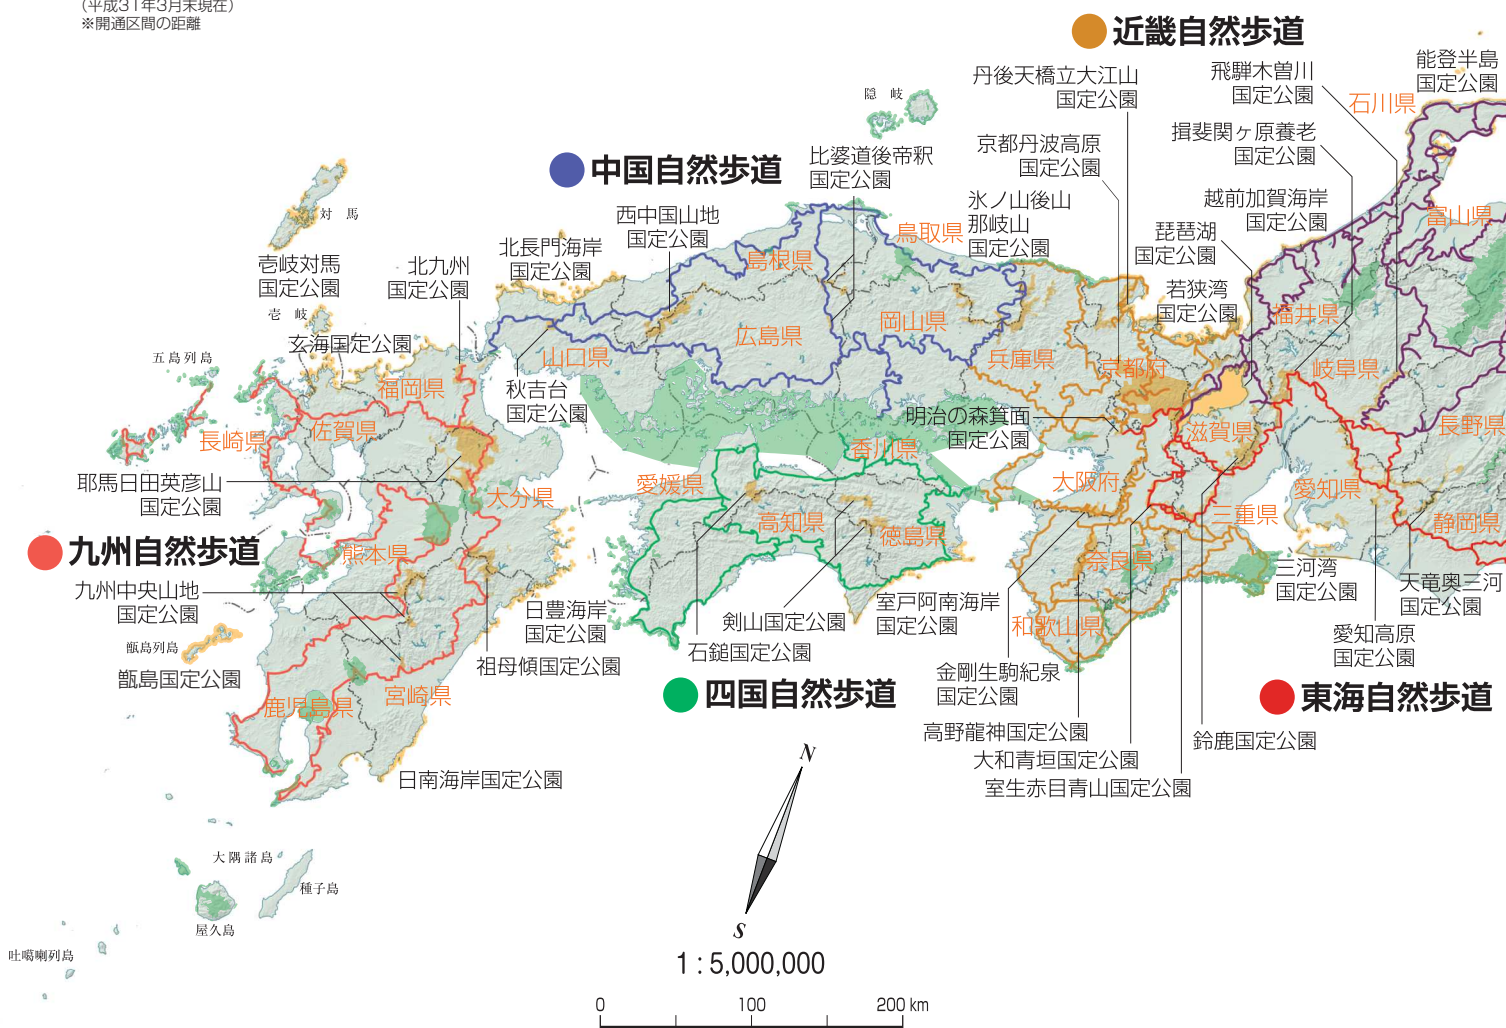 (平成31年3月末現在)
※開通区間の距離
近畿自然歩道
丹後天橋立大江山
国定公園
飛騨木曽川
国定公園
能登半島
国定公園
石川県
隠 岐
京都丹波高原
国定公園
揖斐関ヶ原養老
国定公園
比婆道後帝釈
国定公園
中国自然歩道
氷ノ山後山
那岐山
国定公園
越前加賀海岸
国定公園
富山県
対 馬
西中国山地
国定公園
鳥取県
琵琶湖
国定公園
北長門海岸
国定公園
島根県
壱岐対馬
国定公園
北九州
国定公園
若狭湾
国定公園
壱 岐
福井県
玄海国定公園
広島県
岡山県
五島列島
山口県
兵庫県
京都府
岐阜県
福岡県
秋吉台
国定公園
明治の森箕面
国定公園
長崎県
佐賀県
香川県
滋賀県
長野県
耶馬日田英彦山
国定公園
大分県
愛媛県
大阪府
愛知県
高知県
徳島県
三重県
静岡県
九州自然歩道
熊本県
奈良県
九州中央山地
国定公園
三河湾
国定公園
天竜奥三河
国定公園
日豊海岸
国定公園
剣山国定公園
室戸阿南海岸
国定公園
和歌山県
愛知高原
国定公園
甑島列島
甑島国定公園
祖母傾国定公園
石鎚国定公園
金剛生駒紀泉
国定公園
鹿児島県
宮崎県
四国自然歩道
東海自然歩道
高野龍神国定公園
鈴鹿国定公園
大和青垣国定公園
日南海岸国定公園
室生赤目青山国定公園
N
大隅諸島
種子島
屋久島
S
吐噶喇列島
1:5,000,000
0 100 200 km